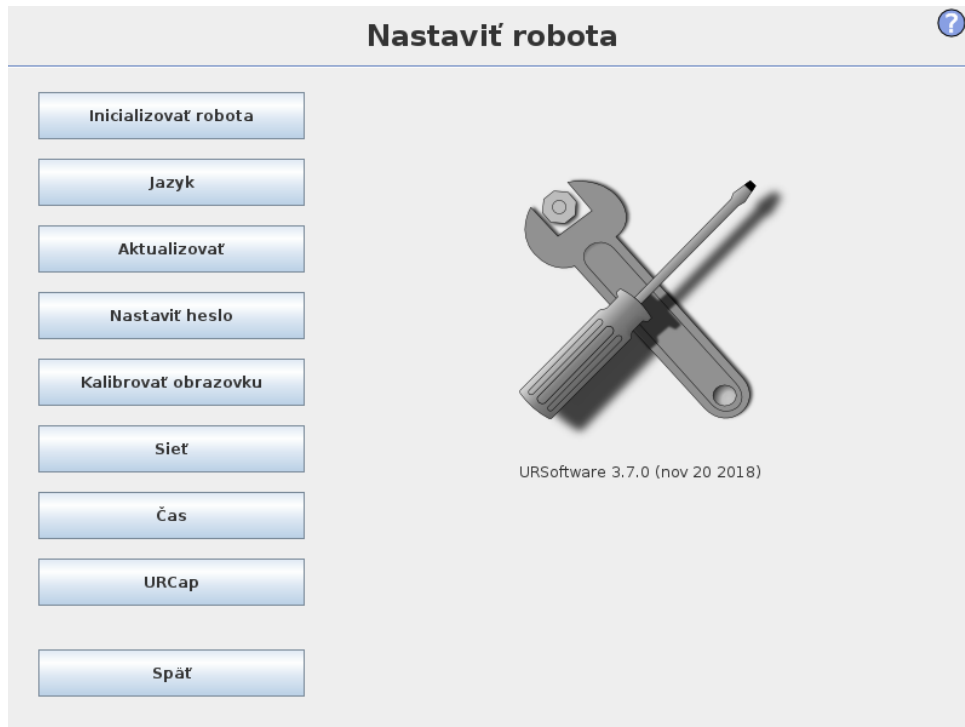 Nastaviť robota
?
Inicializovať robota
Jazyk
Aktualizovať
Nastaviť heslo
Kalibrovať obrazovku
Sieť
Čas
URCap
Späť
URSoftware 3.7.0 (nov 20 2018)